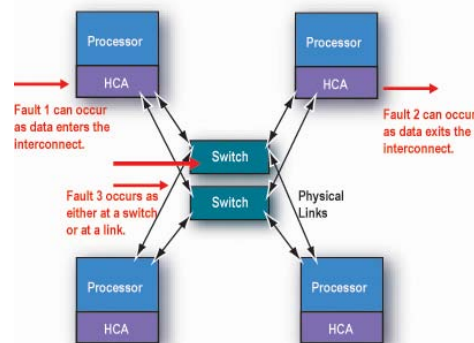 Processor
HCA
Processor
HCA
Fault 1 can occur
as data enters the
interconnect.
Fault 2 can occur
as data exits the
interconnect.
Switch
Fault 3 occurs as
either at a switch
or at a link.
Switch
Physical
Links
Processor
HCA
Processor
HCA